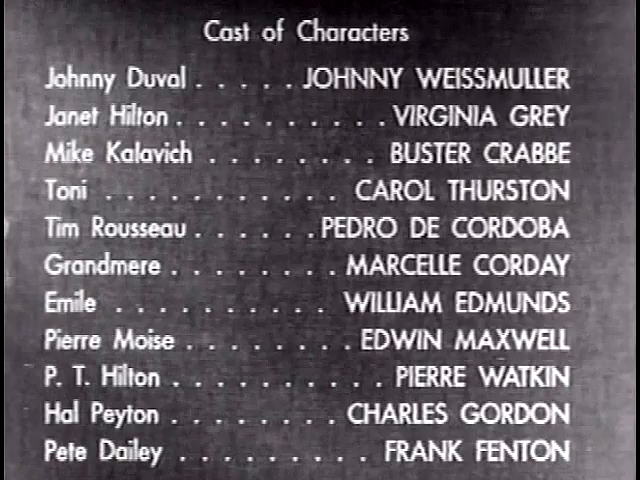 Cast of Characters
Johnny Duval . . . . . JOHNNY WEISSMULLER
Janet Hilton . . . . . . . . . . VIRGINIA GREY
Mike Kalavich . . . . . . . . BUSTER CRABBE
Toni . . . . . . . . . . . CAROL THURSTON
Tim Rousseau . . . . . . PEDRO DE CORDOBA
Grandmere . . . . . . . . MARCELLE CORDAY
Emile . . . . . . . . . . WILLIAM EDMUNDS
Pierre Moise . . . . . . . . EDWIN MAXWELL
P. T. Hilton . . . . . . . . . . PIERRE WATKIN
Hal Peyton . . . . . . . . CHARLES GORDON
Pete Dailey . . . . . . . . . FRANK FENTON